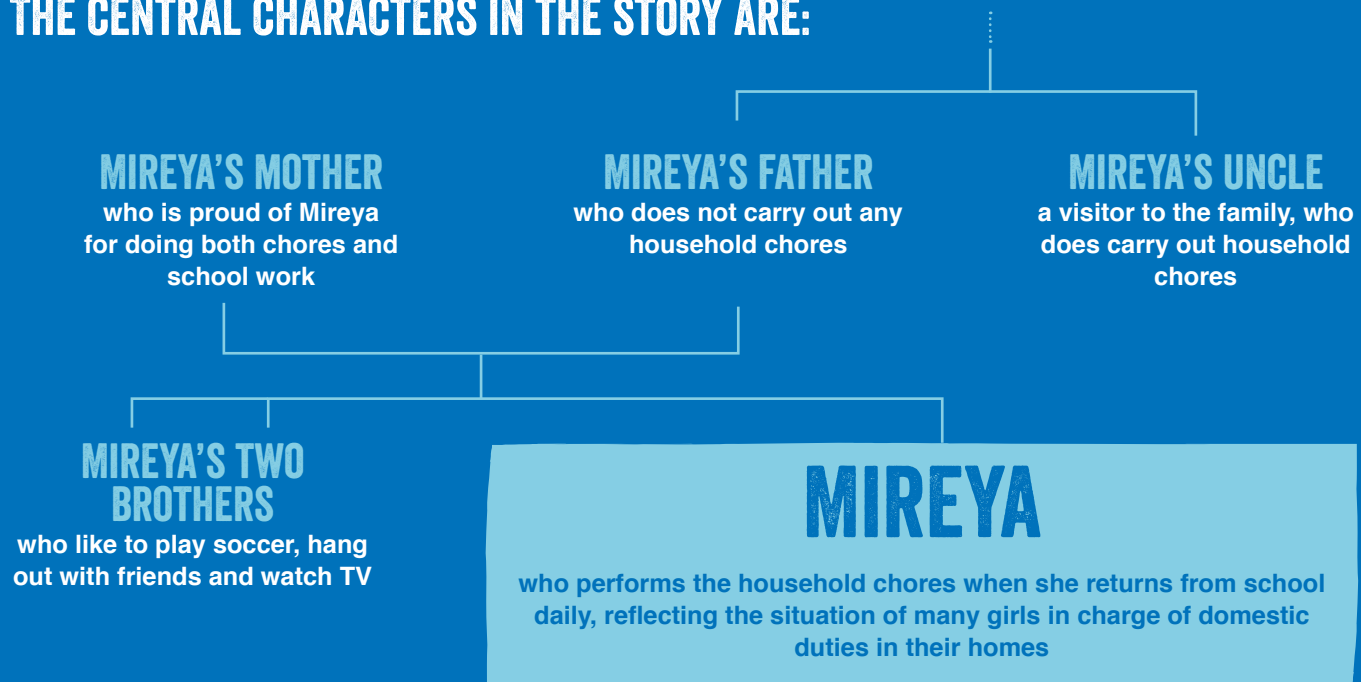 THE CENTRAL CHARACTERS IN THE STORY ARE:
MIREYA'S MOTHER
who is proud of Mireya
for doing both chores and
school work
MIREYA'S FATHER
who does not carry out any
household chores
MIREYA'S UNCLE
a visitor to the family, who
does carry out household
chores
MIREYA'S TWO
BROTHERS
who like to play soccer, hang
out with friends and watch TV
MIREYA
who performs the household chores when she returns from school
daily, reflecting the situation of many girls in charge of domestic
duties in their homes